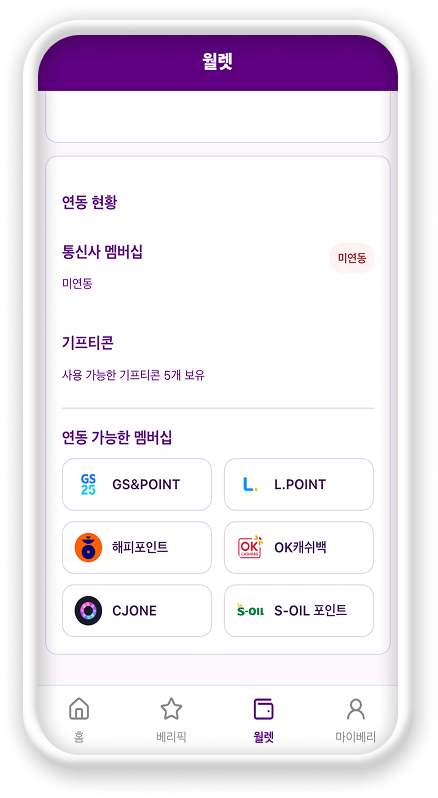 월렛
연동 현황
통신사 멤버십
미연동
미연동
기프티콘
사용 가능한 기프티콘 5개 보유
연동 가능한 멤버십
GS
25
GS&POINT
L.
L.POINT
해피포인트
OK
CASHBAG
OK캐쉬백
CJONE
S-OIL
S-OIL 포인트
홈
베리픽
월렛
마이베리